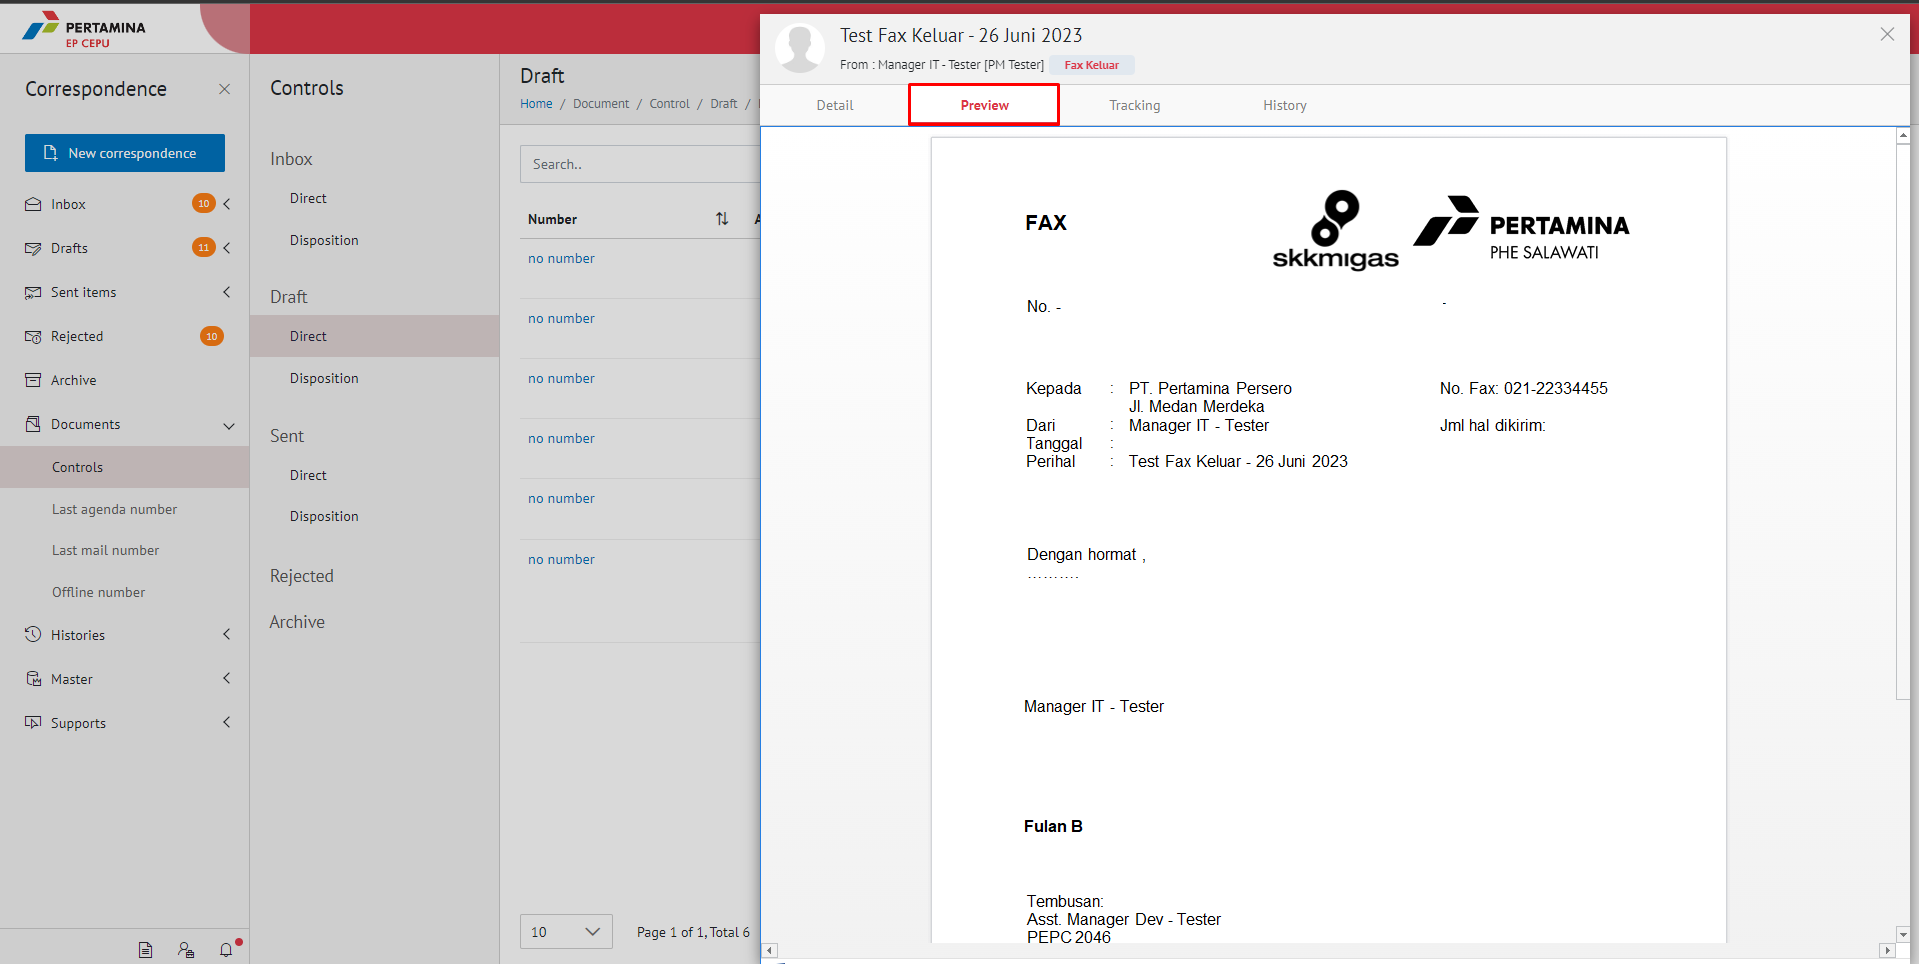 PERTAMINA
EP CEPU
Correspondence
New correspondence
Inbox 10
Drafts 11
Sent items
Rejected 10
Archive
Documents
Controls
Last agenda number
Last mail number
Offline number
Histories
Master
Supports
Controls
Inbox
Direct
Disposition
Draft
Direct
Disposition
Sent
Direct
Disposition
Rejected
Archive
Draft
Home / Document / Control / Draft /
Search..
Number
no number
no number
no number
no number
no number
no number
10 Page 1 of 1, Total 6
Test Fax Keluar - 26 Juni 2023
From : Manager IT - Tester [PM Tester] Fax Keluar
Detail Preview Tracking History
FAX
skkmigas
PERTAMINA
PHE SALAWATI
No. - -
Kepada : PT. Pertamina Persero No. Fax: 021-22334455
Jl. Medan Merdeka
Dari : Manager IT - Tester Jml hal dikirim:
Tanggal :
Perihal : Test Fax Keluar - 26 Juni 2023
Dengan hormat ,
..........
Manager IT - Tester
Fulan B
Tembusan:
Asst. Manager Dev - Tester
PEPC 2046